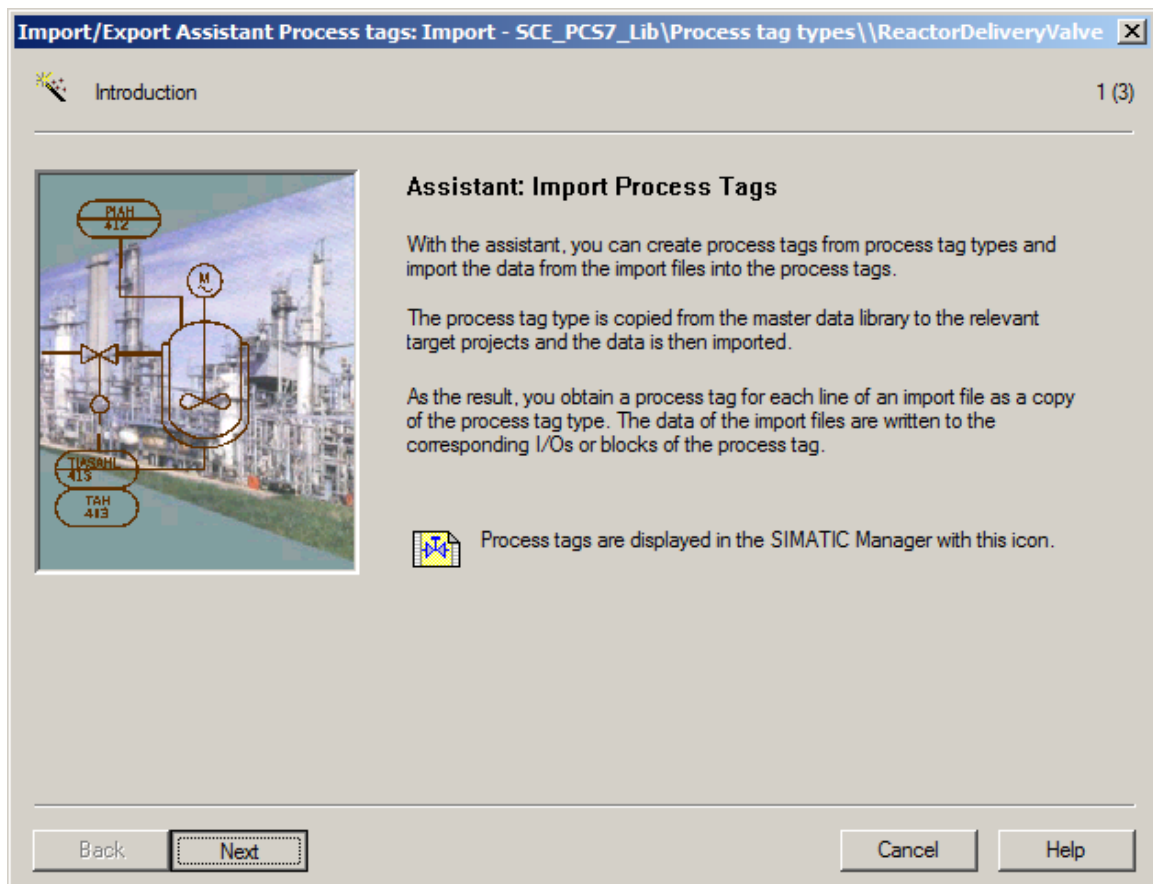 Import/Export Assistant Process tags: Import - SCE_PCS7_Lib\Process tag types\\ReactorDeliveryValve
Introduction
1 (3)
PIAH
412
M
TIASAHL
413
TAH
413
Assistant: Import Process Tags
With the assistant, you can create process tags from process tag types and
import the data from the import files into the process tags.
The process tag type is copied from the master data library to the relevant
target projects and the data is then imported.
As the result, you obtain a process tag for each line of an import file as a copy
of the process tag type. The data of the import files are written to the
corresponding I/Os or blocks of the process tag.
Process tags are displayed in the SIMATIC Manager with this icon.
Back
Next
Cancel
Help